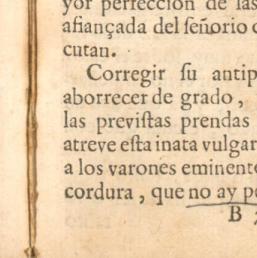 yor perfeccion de las
afiançada del ſeñorio
cutan.
Corregir ſu antip
aborrecer de grado,
las previſtas prendas
atreve eſta inata vulgar
a los varones eminent
cordura, que no ay p
B